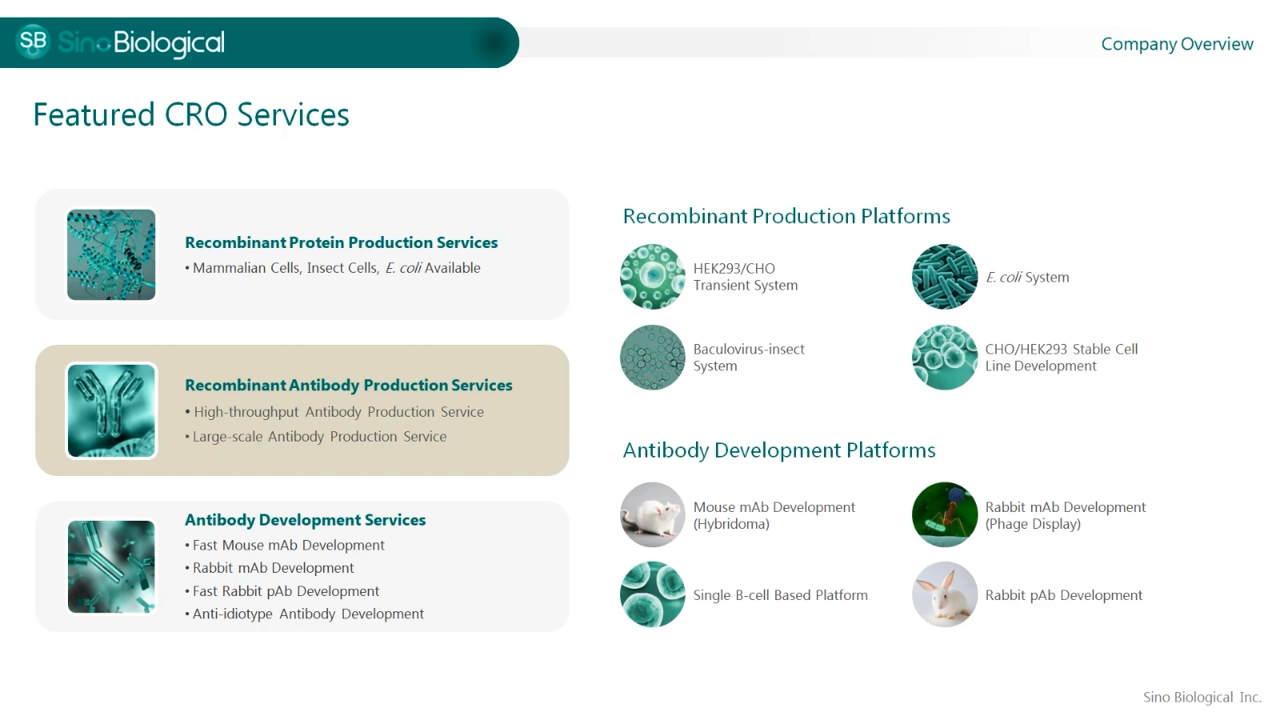 SB SinoBiological
Company Overview
Featured CRO Services
Recombinant Protein Production Services
• Mammalian Cells, Insect Cells, E. coli Available
Recombinant Antibody Production Services
• High-throughput Antibody Production Service
• Large-scale Antibody Production Service
Antibody Development Services
• Fast Mouse mAb Development
• Rabbit mAb Development
• Fast Rabbit pAb Development
• Anti-idiotype Antibody Development
Recombinant Production Platforms
HEK293/CHO
Transient System
E. coli System
Baculovirus-insect
System
CHO/HEK293 Stable Cell
Line Development
Antibody Development Platforms
Mouse mAb Development
(Hybridoma)
Rabbit mAb Development
(Phage Display)
Single B-cell Based Platform
Rabbit pAb Development
Sino Biological Inc.